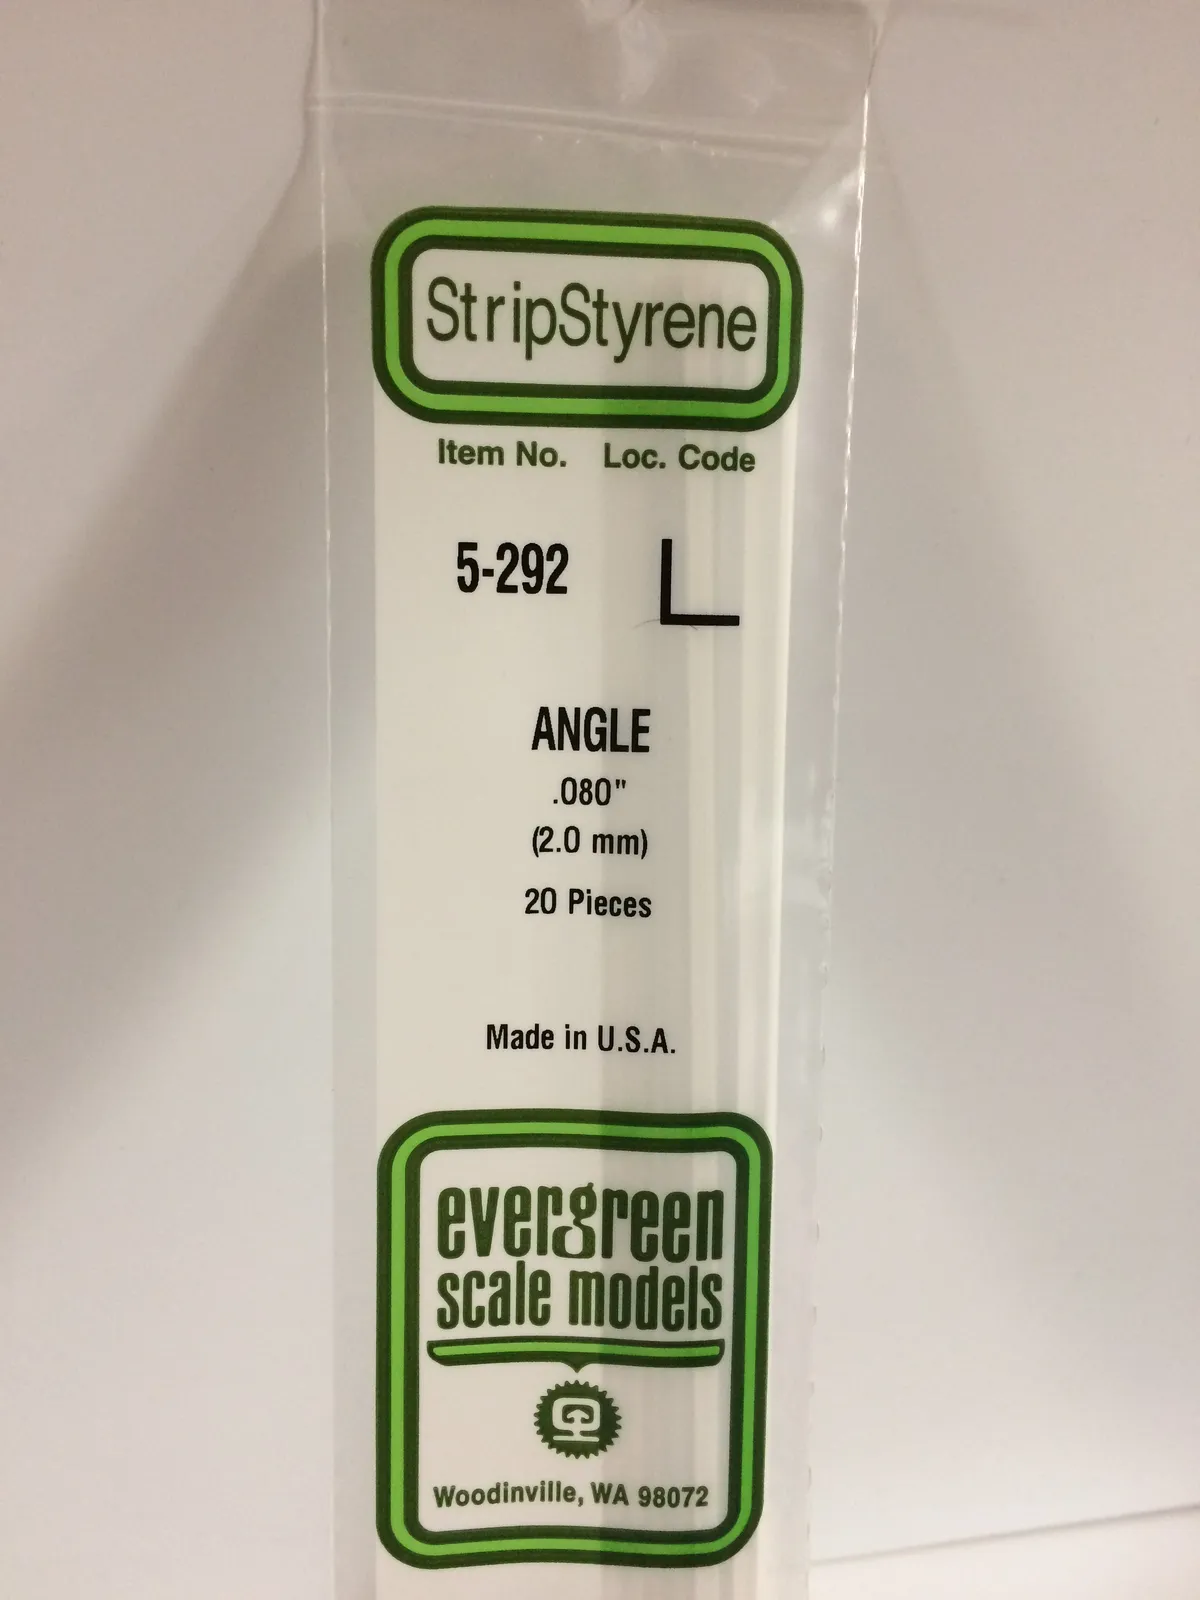 StripStyrene
Item No. Loc. Code
5-292 L
ANGLE
.080"
(2.0 mm)
20 Pieces
Made in U.S.A.
evergreen
scale models
Woodinville, WA 98072